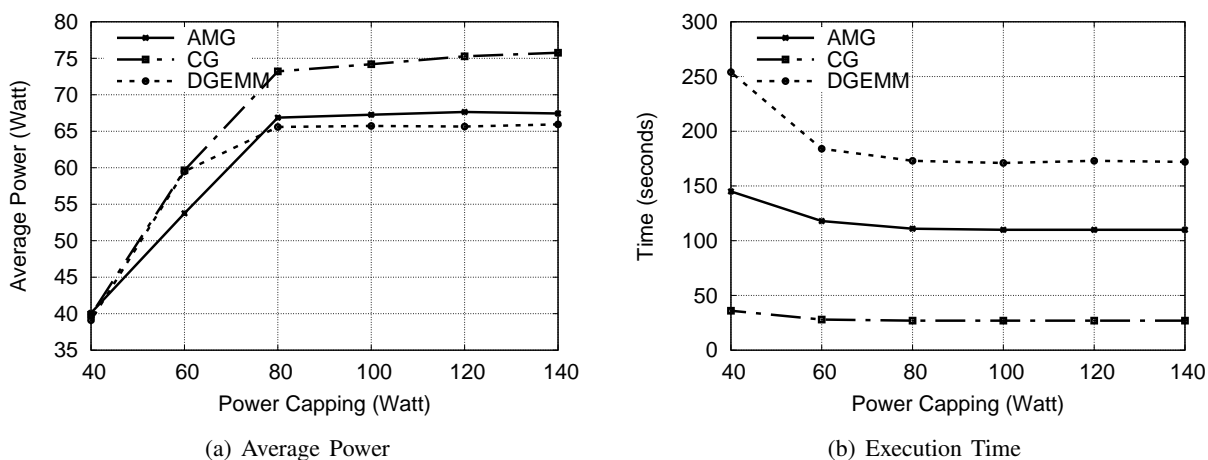 80
75
70
65
60
55
50
45
40
35
Average Power (Watt)
AMG
CG
DGEMM
40 60 80 100 120 140
Power Capping (Watt)
(a) Average Power
300
250
200
150
100
50
0
Time (seconds)
AMG
CG
DGEMM
40 60 80 100 120 140
Power Capping (Watt)
(b) Execution Time